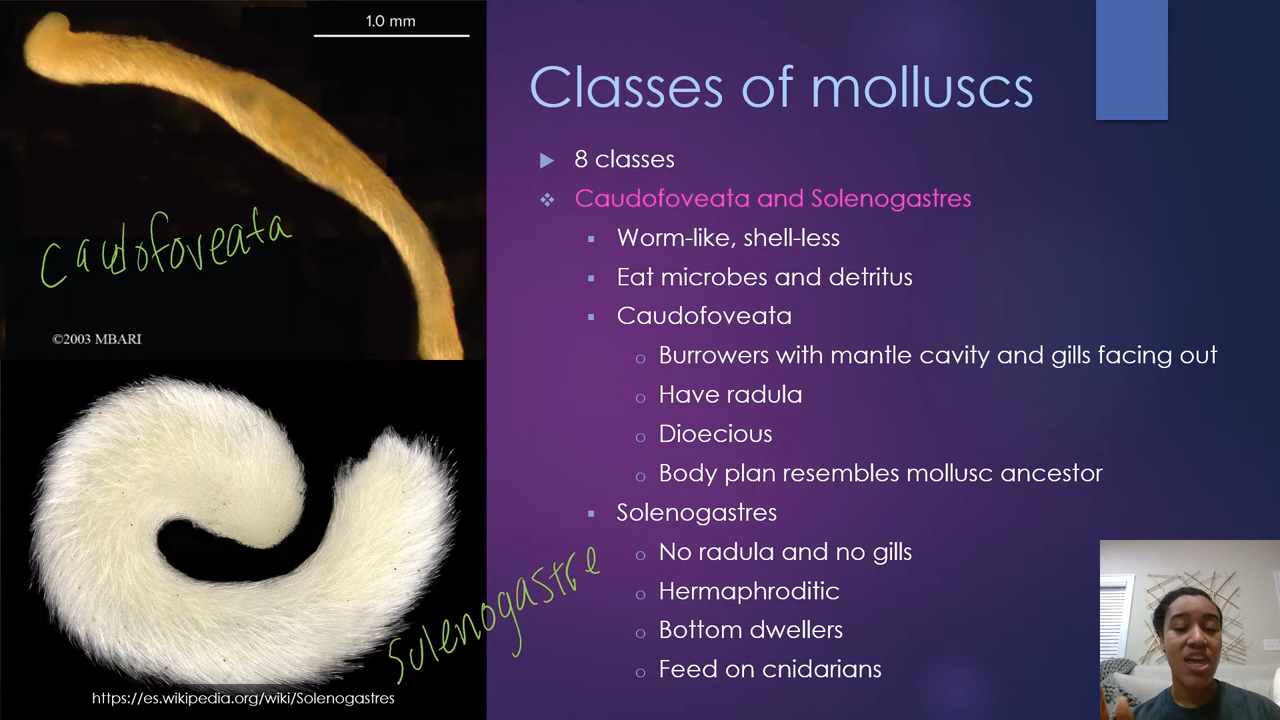 1.0 mm
Caudofoveata
©2003 MBARI
Solenogastre
https://es.wikipedia.org/wiki/Solenogastres
Classes of molluscs
8 classes
Caudofoveata and Solenogastres
Worm-like, shell-less
Eat microbes and detritus
Caudofoveata
Burrowers with mantle cavity and gills facing out
Have radula
Dioecious
Body plan resembles mollusc ancestor
Solenogastres
No radula and no gills
Hermaphroditic
Bottom dwellers
Feed on cnidarians